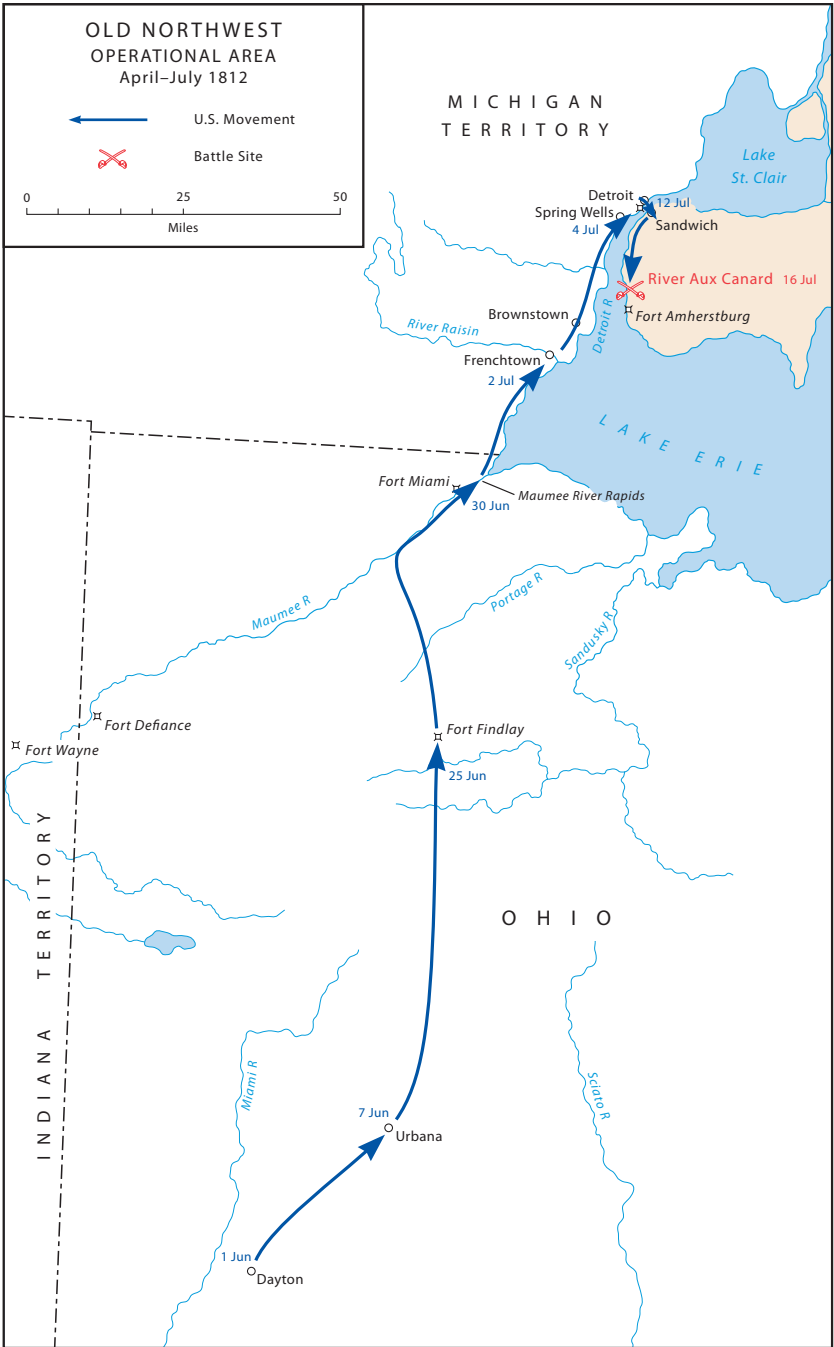 OLD NORTHWEST
OPERATIONAL AREA
April–July 1812
U.S. Movement
Battle Site
0 25 50
Miles
MICHIGAN
TERRITORY
Lake
St. Clair
Detroit
12 Jul
Spring Wells
Sandwich
4 Jul
River Aux Canard 16 Jul
Fort Amherstburg
Detroit R
Brownstown
River Raisin
Frenchtown
2 Jul
LAKE ERIE
Fort Miami
Maumee River Rapids
30 Jun
Portage R
Maumee R
Sandusky R
Fort Defiance
Fort Findlay
Fort Wayne
25 Jun
OHIO
INDIANA TERRITORY
Miami R
Sciato R
7 Jun
Urbana
1 Jun
Dayton